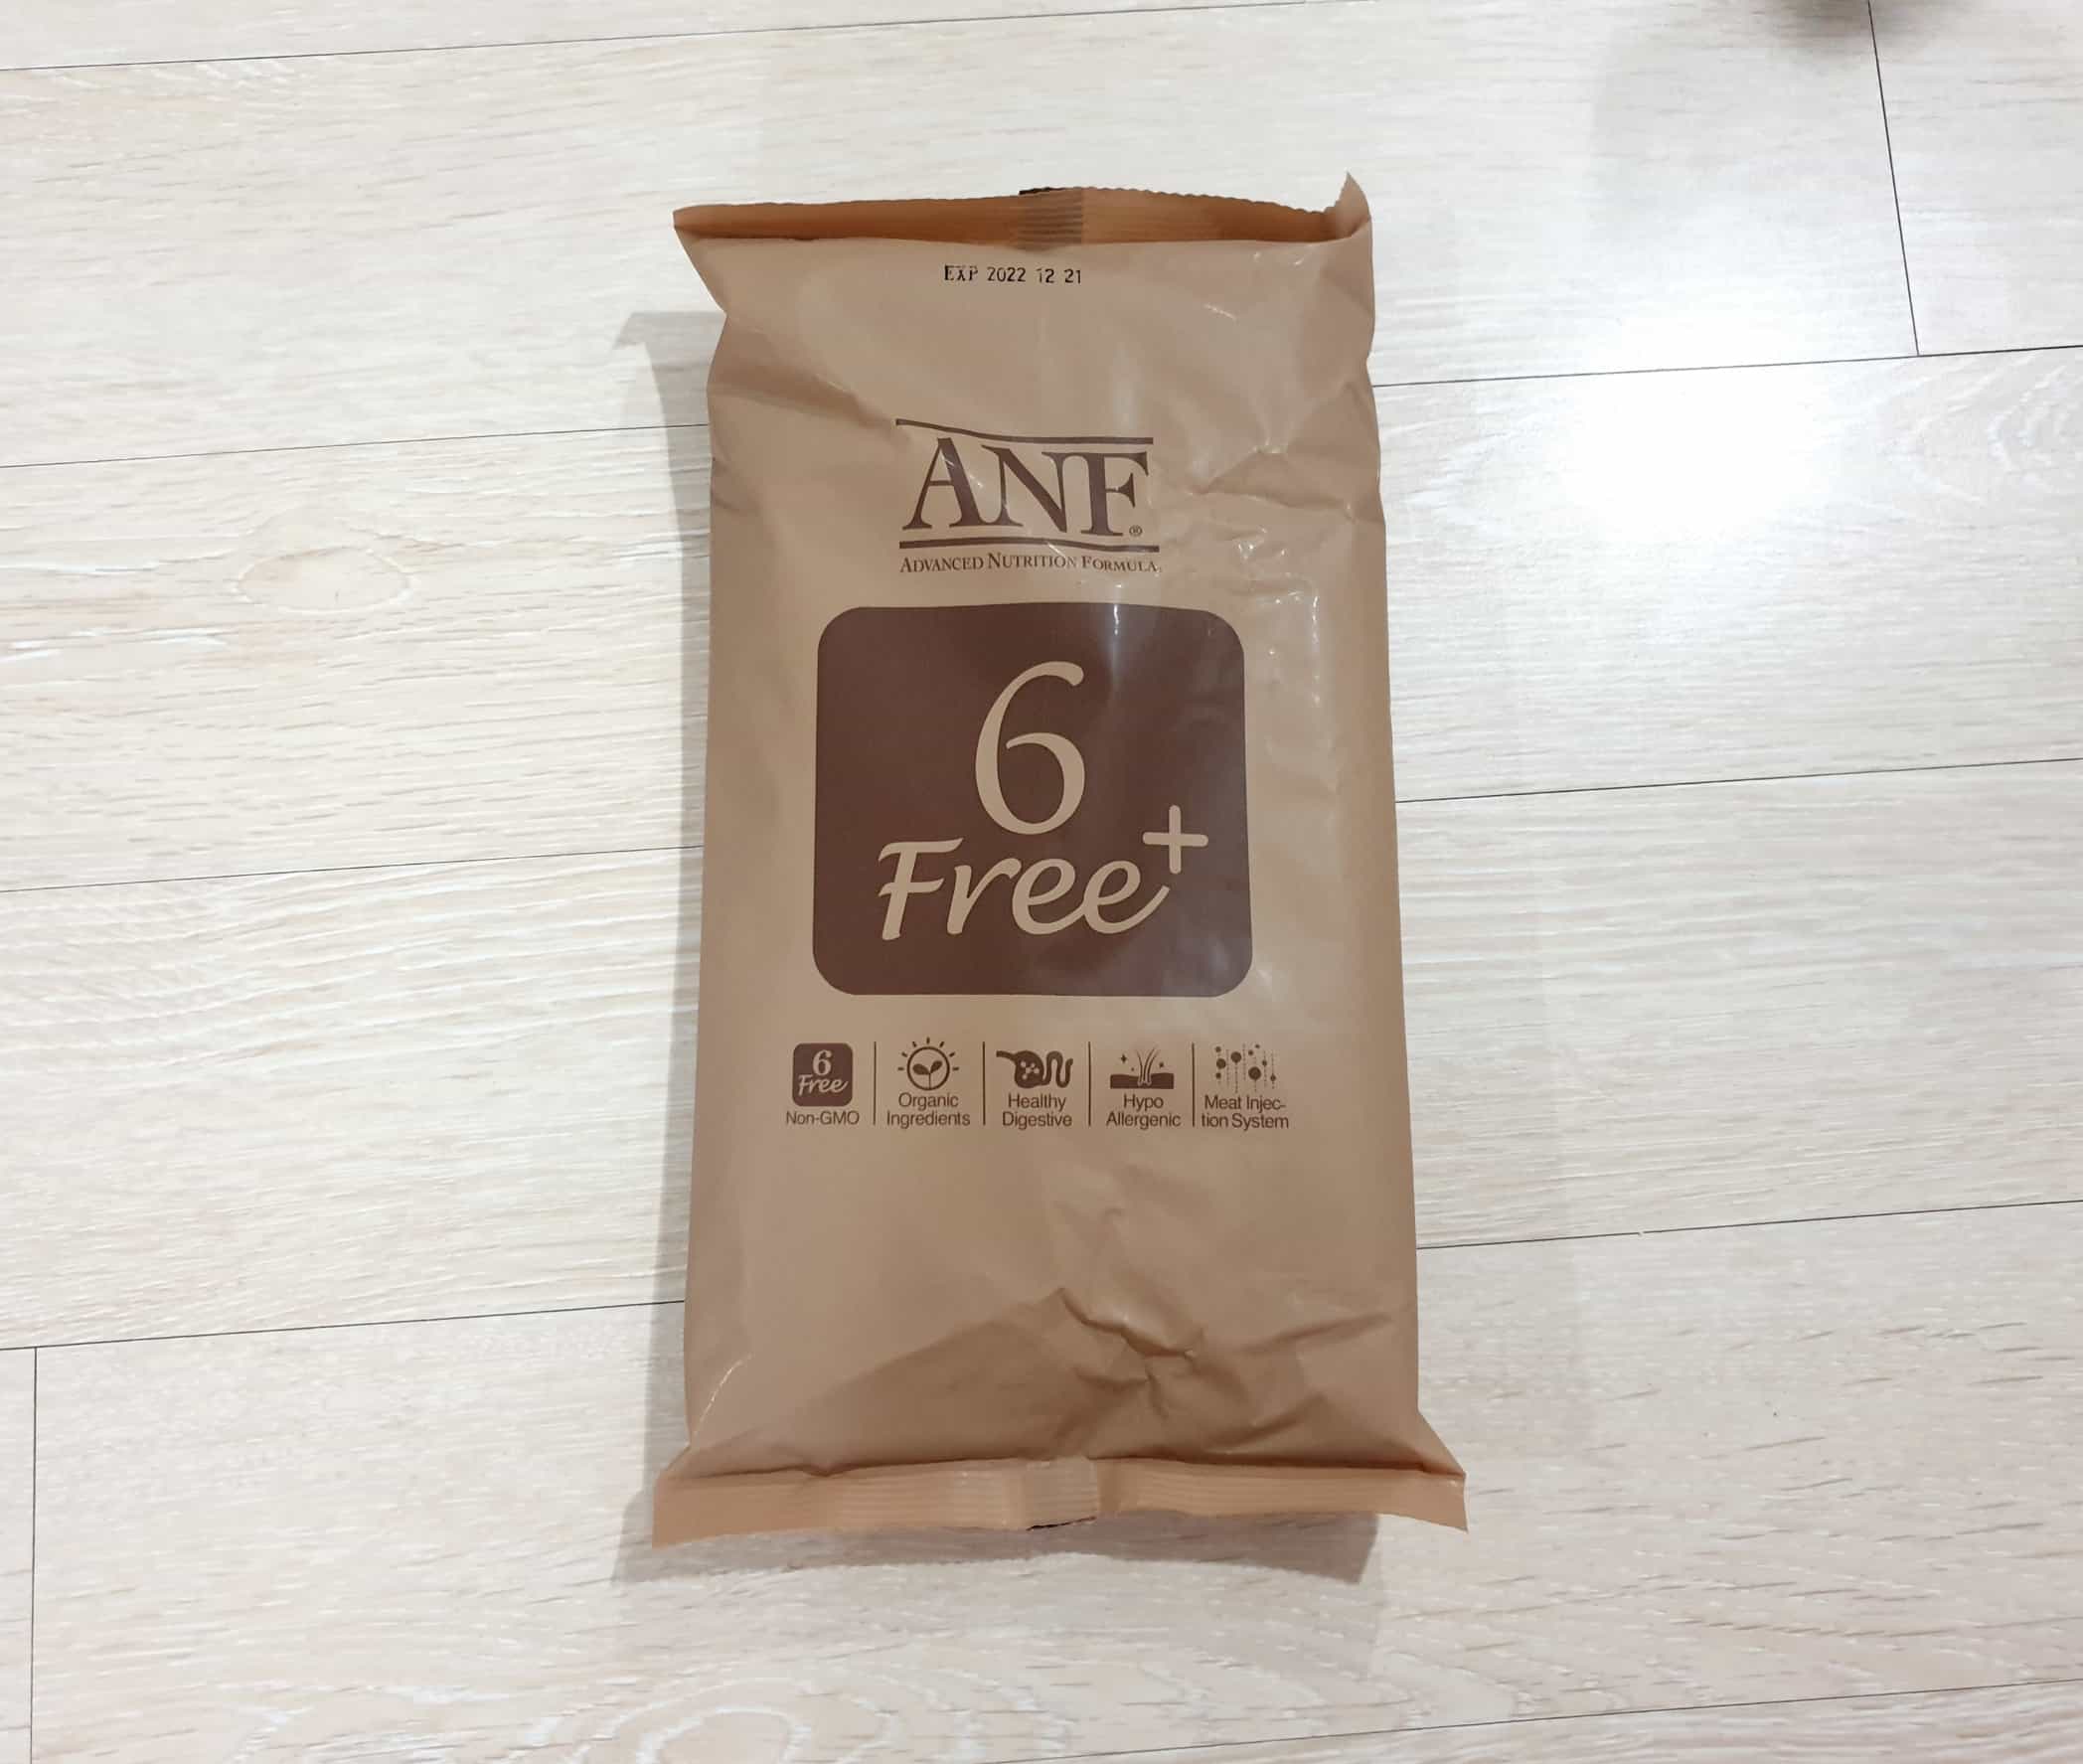 EXP 2022 12 21
ANF®
ADVANCED NUTRITION FORMULA
6
Free+
6
Free
Non-GMO
Organic
Ingredients
Healthy
Digestive
Hypo
Allergenic
Meat Injec-
tion System